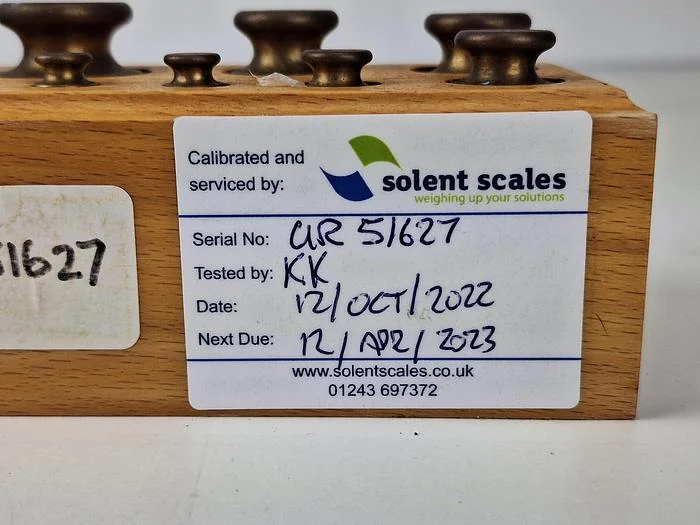 Calibrated and
serviced by:
solent scales
weighing up your solutions
Serial No: UR 51627
Tested by: KK
Date: 12/OCT/2022
Next Due: 12/APR/2023
www.solentscales.co.uk
01243 697372
51627